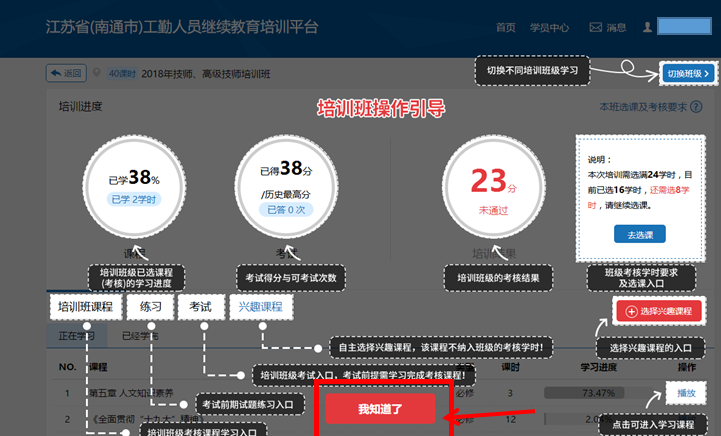 江苏省(南通市)工勤人员继续教育培训平台
首页 学员中心 消息
返回 40课时 2018年技师、高级技师培训班
切换不同培训班级学习
切换班级
培训进度
培训班操作引导
本班选课及考核要求 ?
已学38%
已学 2学时
课程
培训班级已选课程
(考核)的学习进度
已得38分
/历史最高分
已答 0 次
考试
考试得分与可考试次数
23分
未通过
培训结果
培训班级的考核结果
说明：
本次培训需选满24学时，目
前已选16学时，还需选8学
时，请继续选课。
去选课
班级考核学时要求
及选课入口
培训班课程 练习 考试 兴趣课程
选择兴趣课程
正在学习 已经学完
自主选择兴趣课程，该课程不纳入班级的考核学时！
选择兴趣课程的入口
NO. 课程 课时 学习进度 操作
培训班级考试入口，考试前提需学习完成考核课程！
1 第五章 人文知识素养 必修 3 73.47% 播放
考试前期试题练习入口
我知道了
2 《全面贯彻“十九大”精神》 必修 12 2.04%
点击可进入学习课程
培训班级考核课程学习入口